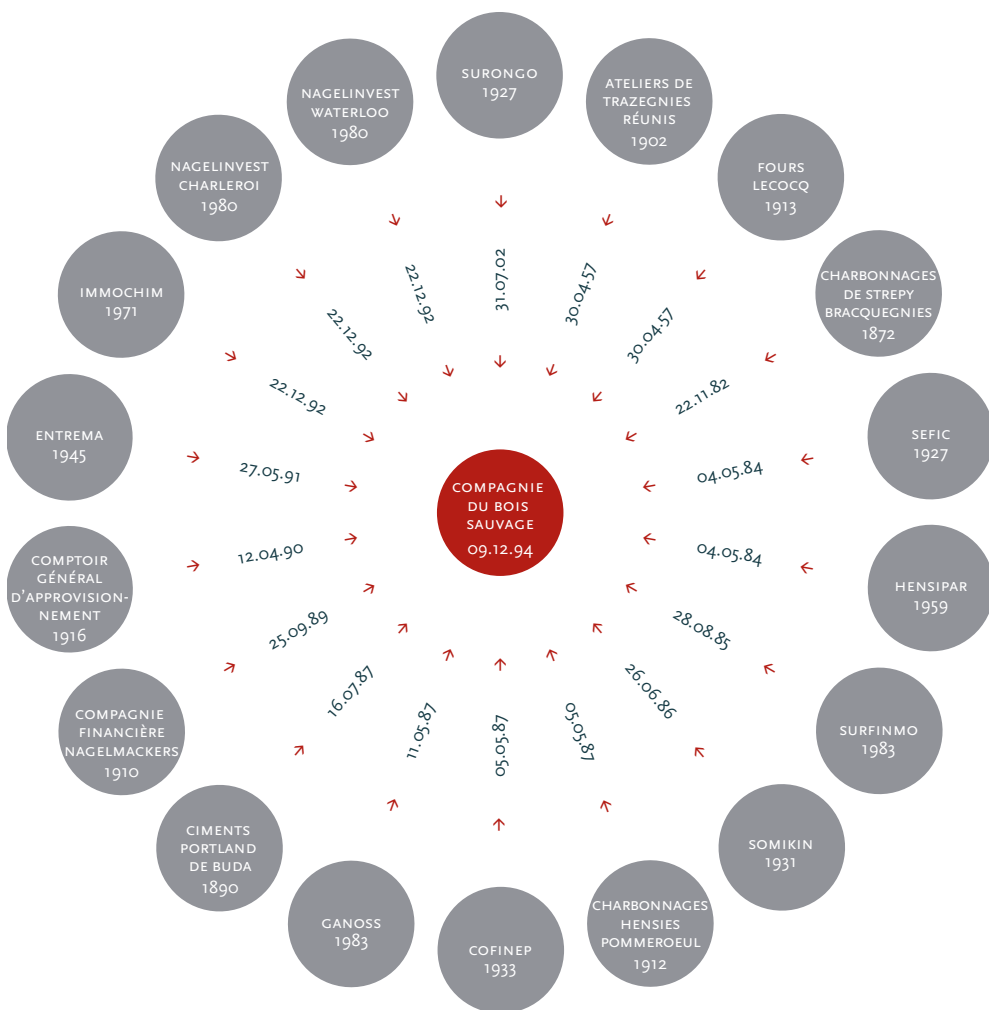 SURONGO
1927
ATELIERS DE
TRAZEGNIES
RÉUNIS
1902
FOURS
LECOCQ
1913
CHARBONNAGES
DE STREPY
BRACQUEGNIES
1872
SEFIC
1927
HENSIPAR
1959
SURFINMO
1983
SOMIKIN
1931
CHARBONNAGES
HENSIES
POMMEROEUL
1912
COFINEP
1933
GANOSS
1983
CIMENTS
PORTLAND
DE BUDA
1890
COMPAGNIE
FINANCIÈRE
NAGELMACKERS
1910
COMPTOIR
GÉNÉRAL
D'APPROVISION-
NEMENT
1916
ENTREMA
1945
IMMOCHIM
1971
NAGELINVEST
CHARLEROI
1980
NAGELINVEST
WATERLOO
1980
31.07.02
30.04.57
30.04.57
22.11.82
04.05.84
04.05.84
28.08.85
26.06.86
05.05.87
05.05.87
11.05.87
16.07.87
25.09.89
12.04.90
27.05.91
22.12.92
22.12.92
22.12.92
COMPAGNIE
DU BOIS
SAUVAGE
09.12.94